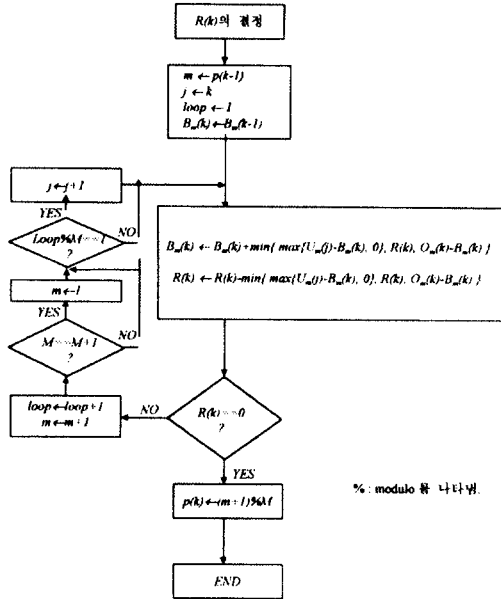 R(k)의 결정
m ← p(k-1)
j ← k
loop ← 1
B_m(k) ← B_m(k-1)
j ← j+1
YES
Loop%M==1
?
NO
B_m(k) ← B_m(k)+min{ max{U_m(j)-B_m(k), 0}, R(k), O_m(k)-B_m(k) }
R(k) ← R(k)-min{ max{U_m(j)-B_m(k), 0}, R(k), O_m(k)-B_m(k) }
m ← 1
YES
M==M+1
?
NO
loop ← loop+1
m ← m+1
NO
R(k)==0
?
YES
p(k) ← (m+1)%M
% : modulo 를 나타냄.
END